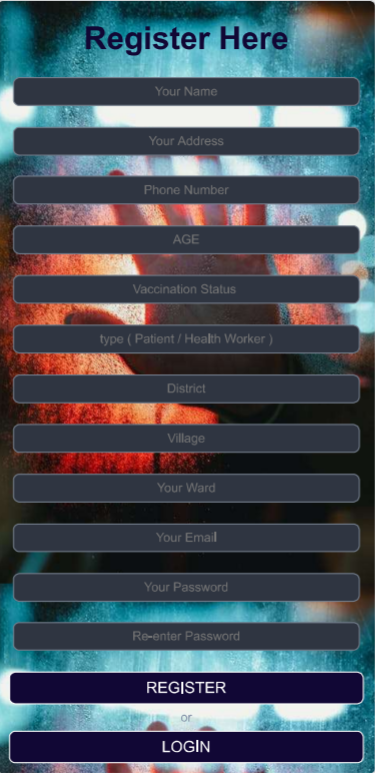 Register Here
Your Name
Your Address
Phone Number
AGE
Vaccination Status
type ( Patient / Health Worker )
District
Village
Your Ward
Your Email
Your Password
Re-enter Password
REGISTER
or
LOGIN